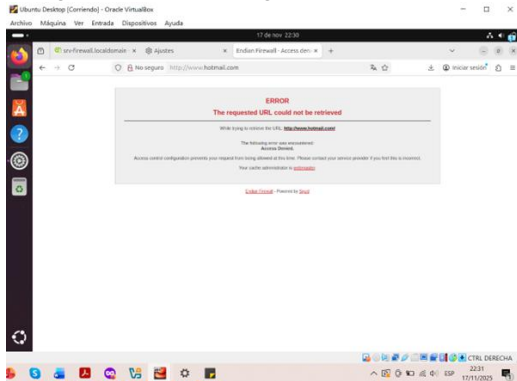 Ubuntu Desktop [Corriendo] - Oracle VirtualBox
Archivo Máquina Ver Entrada Dispositivos Ayuda
17 de nov 22:30
srv-firewall.localdomain
Ajustes
Endian Firewall - Access den
No seguro http://www.hotmail.com
Iniciar sesión
ERROR
The requested URL could not be retrieved
While trying to retrieve the URL: http://www.hotmail.com/
The following error was encountered:
Access Denied.
Access control configuration prevents your request from being allowed at this time. Please contact your service provider if you feel this is incorrect.
Your cache administrator is webmaster.
Endian Firewall - Powered by Squid
CTRL DERECHA
ESP
22:31
17/11/2025